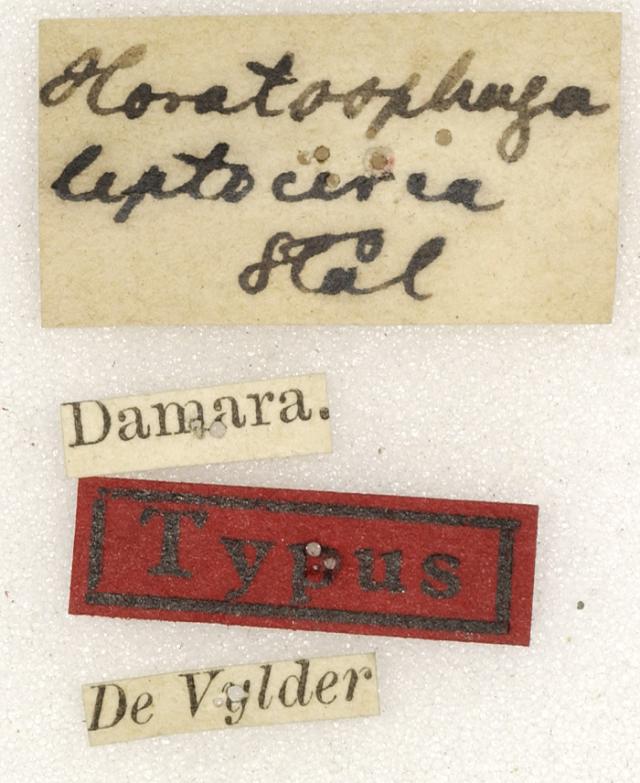 Horatosphaga
leptocerca
Stål
Damara.
Typus
De Vylder